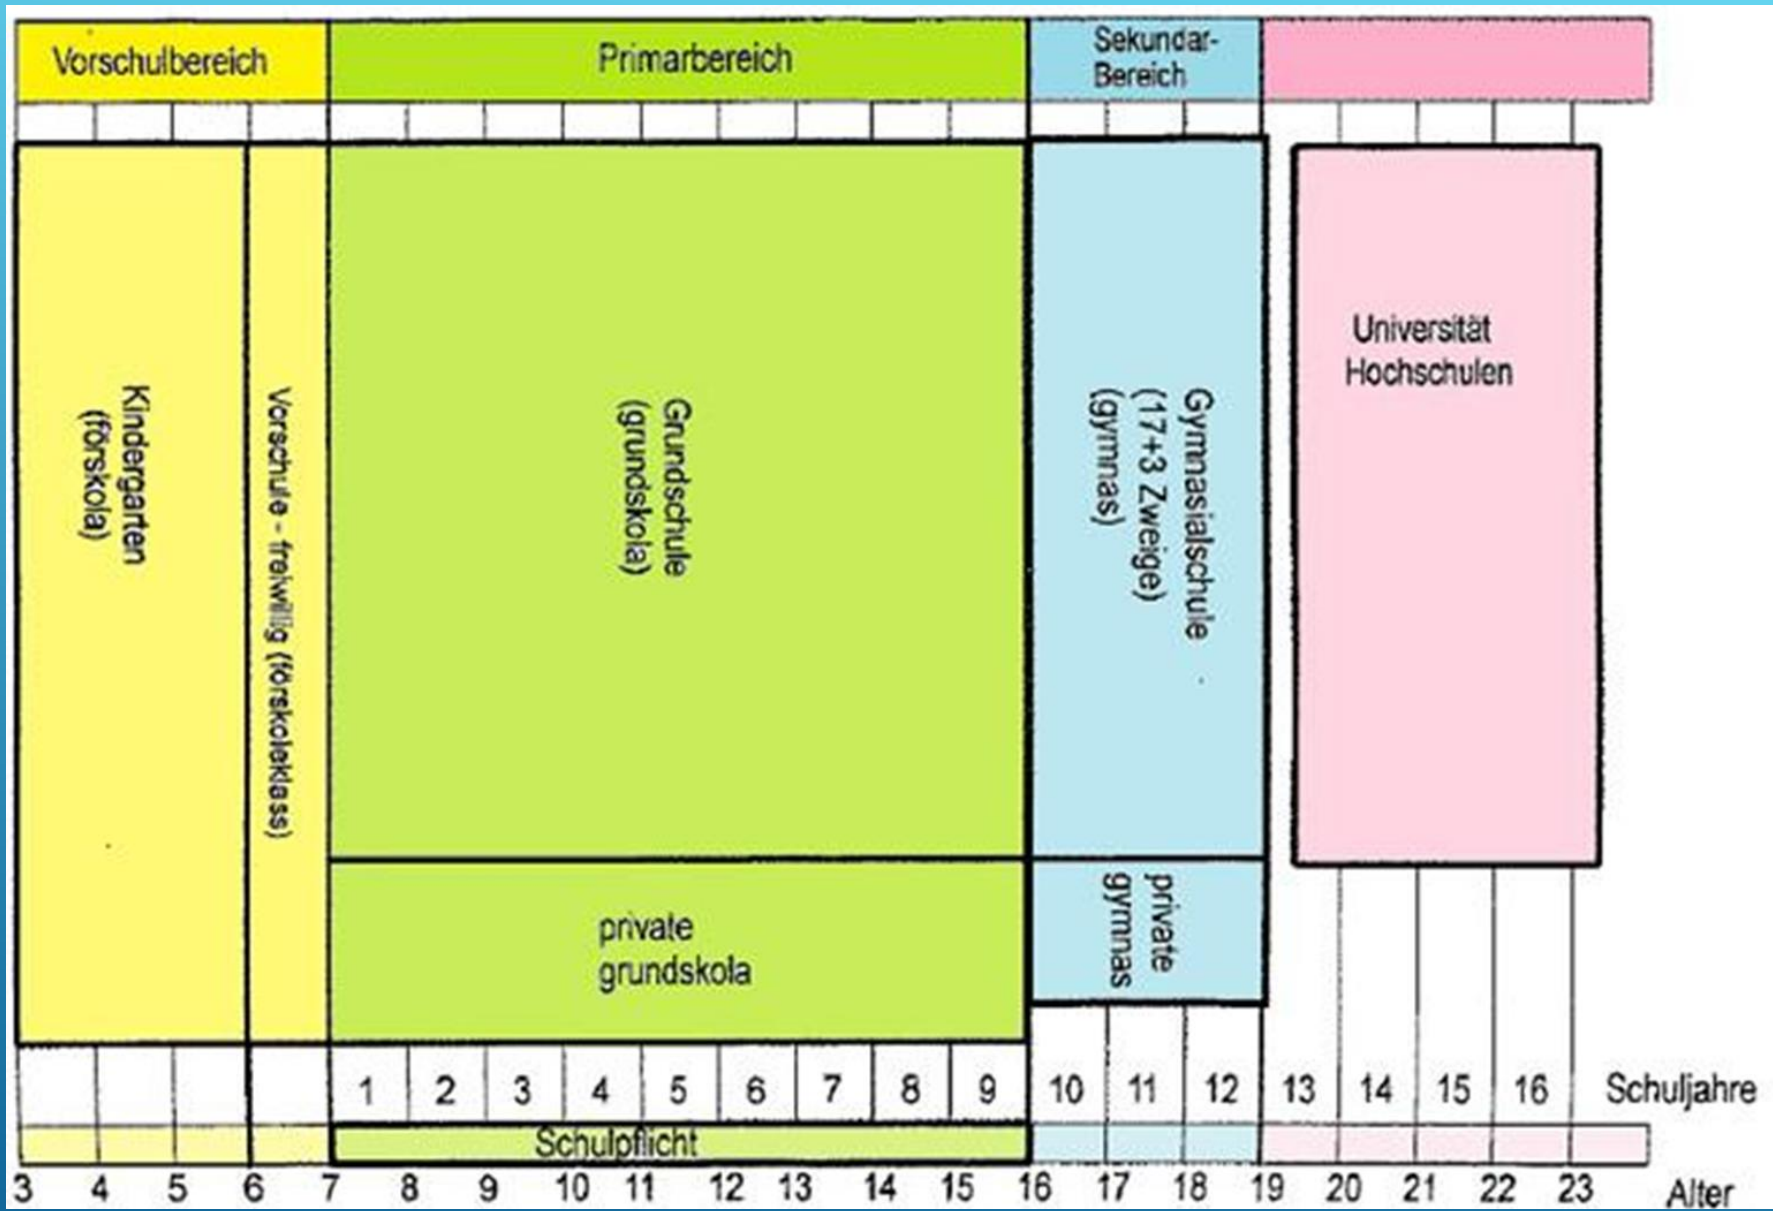 Vorschulbereich
Primarbereich
Sekundar-
Bereich
Kindergarten
(förskola)
Vorschule - freiwillig (förskoleklass)
Grundschule
(grundskola)
Gymnasialschule
(17+3 Zweige)
(gymnas)
Universität
Hochschulen
private
grundskola
private
gymnas
1 2 3 4 5 6 7 8 9 10 11 12 13 14 15 16 Schuljahre
Schulpflicht
3 4 5 6 7 8 9 10 11 12 13 14 15 16 17 18 19 20 21 22 23 Alter